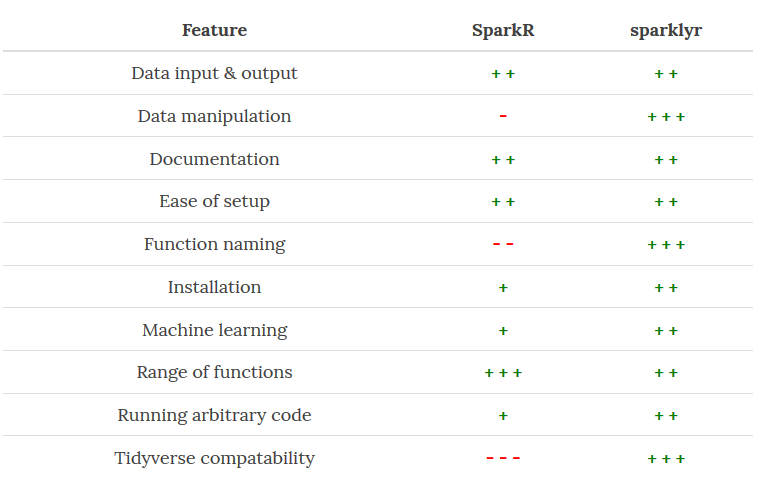 Feature SparkR sparklyr
Data input & output ++ ++
Data manipulation - +++
Documentation ++ ++
Ease of setup ++ ++
Function naming -- +++
Installation + ++
Machine learning + ++
Range of functions +++ ++
Running arbitrary code + ++
Tidyverse compatability --- +++